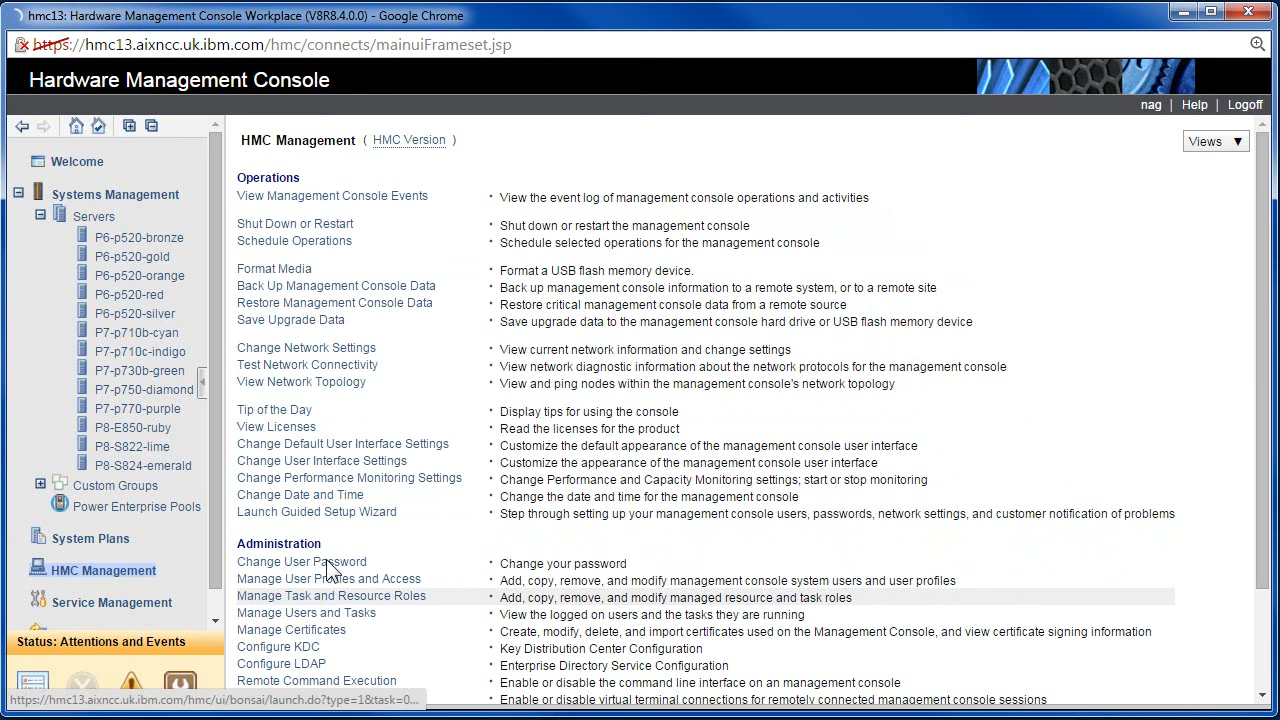 hmc13: Hardware Management Console Workplace (V8R8.4.0.0) - Google Chrome
https://hmc13.aixncc.uk.ibm.com/hmc/connects/mainuiFrameset.jsp
Hardware Management Console
nag | Help | Logoff
HMC Management ( HMC Version )
Views
Welcome
Systems Management
Servers
P6-p520-bronze
P6-p520-gold
P6-p520-orange
P6-p520-red
P6-p520-silver
P7-p710b-cyan
P7-p710c-indigo
P7-p730b-green
P7-p750-diamond
P7-p770-purple
P8-E850-ruby
P8-S822-lime
P8-S824-emerald
Custom Groups
Power Enterprise Pools
System Plans
HMC Management
Service Management
Status: Attentions and Events
Operations
View Management Console Events • View the event log of management console operations and activities
Shut Down or Restart • Shut down or restart the management console
Schedule Operations • Schedule selected operations for the management console
Format Media • Format a USB flash memory device.
Back Up Management Console Data • Back up management console information to a remote system, or to a remote site
Restore Management Console Data • Restore critical management console data from a remote source
Save Upgrade Data • Save upgrade data to the management console hard drive or USB flash memory device
Change Network Settings • View current network information and change settings
Test Network Connectivity • View network diagnostic information about the network protocols for the management console
View Network Topology • View and ping nodes within the management console's network topology
Tip of the Day • Display tips for using the console
View Licenses • Read the licenses for the product
Change Default User Interface Settings • Customize the default appearance of the management console user interface
Change User Interface Settings • Customize the appearance of the management console user interface
Change Performance Monitoring Settings • Change Performance and Capacity Monitoring settings; start or stop monitoring
Change Date and Time • Change the date and time for the management console
Launch Guided Setup Wizard • Step through setting up your management console users, passwords, network settings, and customer notification of problems
Administration
Change User Password • Change your password
Manage User Profiles and Access • Add, copy, remove, and modify management console system users and user profiles
Manage Task and Resource Roles • Add, copy, remove, and modify managed resource and task roles
Manage Users and Tasks • View the logged on users and the tasks they are running
Manage Certificates • Create, modify, delete, and import certificates used on the Management Console, and view certificate signing information
Configure KDC • Key Distribution Center Configuration
Configure LDAP • Enterprise Directory Service Configuration
Remote Command Execution • Enable or disable the command line interface on an management console
• Enable or disable virtual terminal connections for remotely connected management console sessions
https://hmc13.aixncc.uk.ibm.com/hmc/ui/bonsai/launch.do?type=1&task=0...